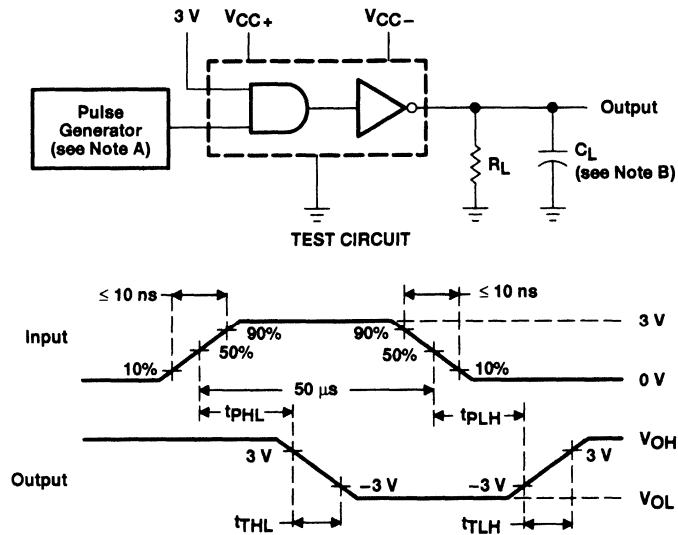 3 V VCC+ VCC−
Pulse
Generator
(see Note A)
Output
RL
CL
(see Note B)
TEST CIRCUIT
≤ 10 ns ≤ 10 ns
Input
90% 90% 3 V
50% 50%
10% 10%
50 µs 0 V
tPHL tPLH
VOH
3 V 3 V
Output
−3 V −3 V
VOL
tTHL tTLH